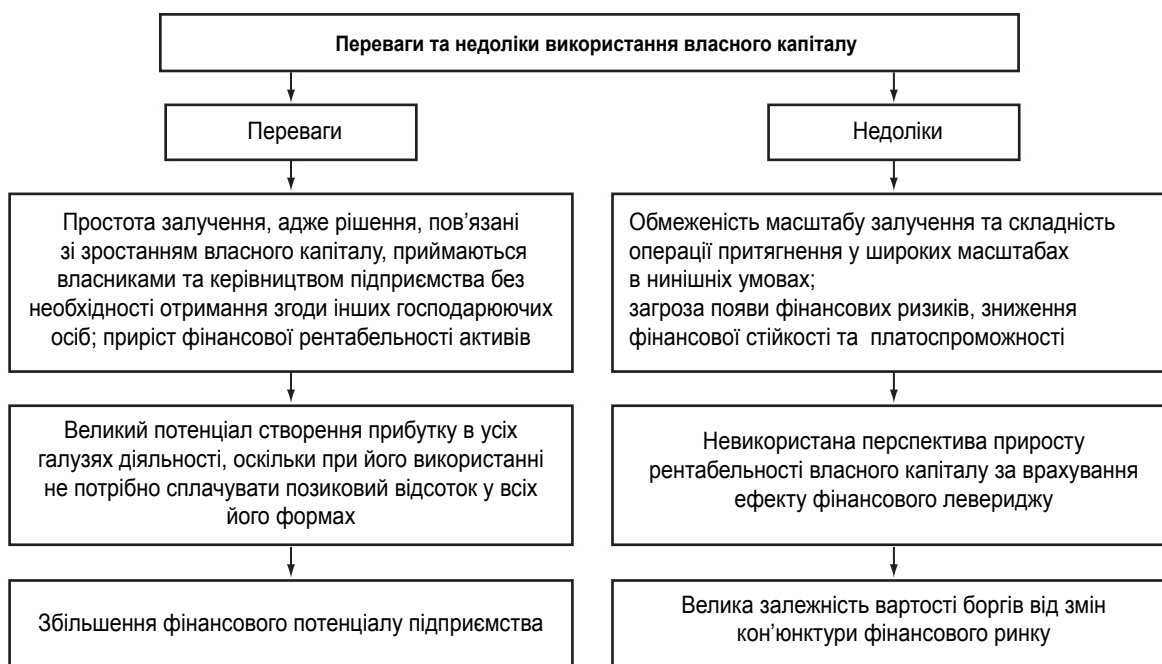 Переваги та недоліки використання власного капіталу
Переваги
Недоліки
Простота залучення, адже рішення, пов’язані
зі зростанням власного капіталу, приймаються
власниками та керівництвом підприємства без
необхідності отримання згоди інших господарюючих
осіб; приріст фінансової рентабельності активів
Обмеженість масштабу залучення та складність
операції притягнення у широких масштабах
в нинішніх умовах;
загроза появи фінансових ризиків, зниження
фінансової стійкості та платоспроможності
Великий потенціал створення прибутку в усіх
галузях діяльності, оскільки при його використанні
не потрібно сплачувати позиковий відсоток у всіх
його формах
Невикористана перспектива приросту
рентабельності власного капіталу за врахування
ефекту фінансового левериджу
Збільшення фінансового потенціалу підприємства
Велика залежність вартості боргів від змін
кон’юнктури фінансового ринку